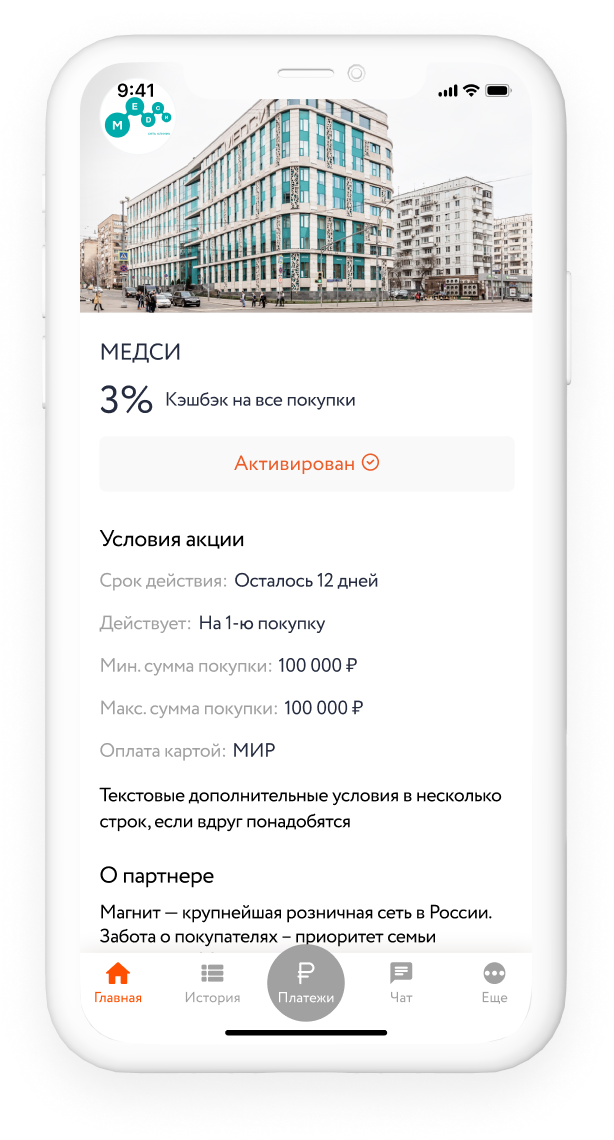 9:41
M E D C И
МЕДСИ
3% Кэшбэк на все покупки
Активирован
Условия акции
Срок действия: Осталось 12 дней
Действует: На 1-ю покупку
Мин. сумма покупки: 100 000 ₽
Макс. сумма покупки: 100 000 ₽
Оплата картой: МИР
Текстовые дополнительные условия в несколько
строк, если вдруг понадобятся
О партнере
Магнит — крупнейшая розничная сеть в России.
Забота о покупателях – приоритет семьи
Главная История Платежи Чат Еще